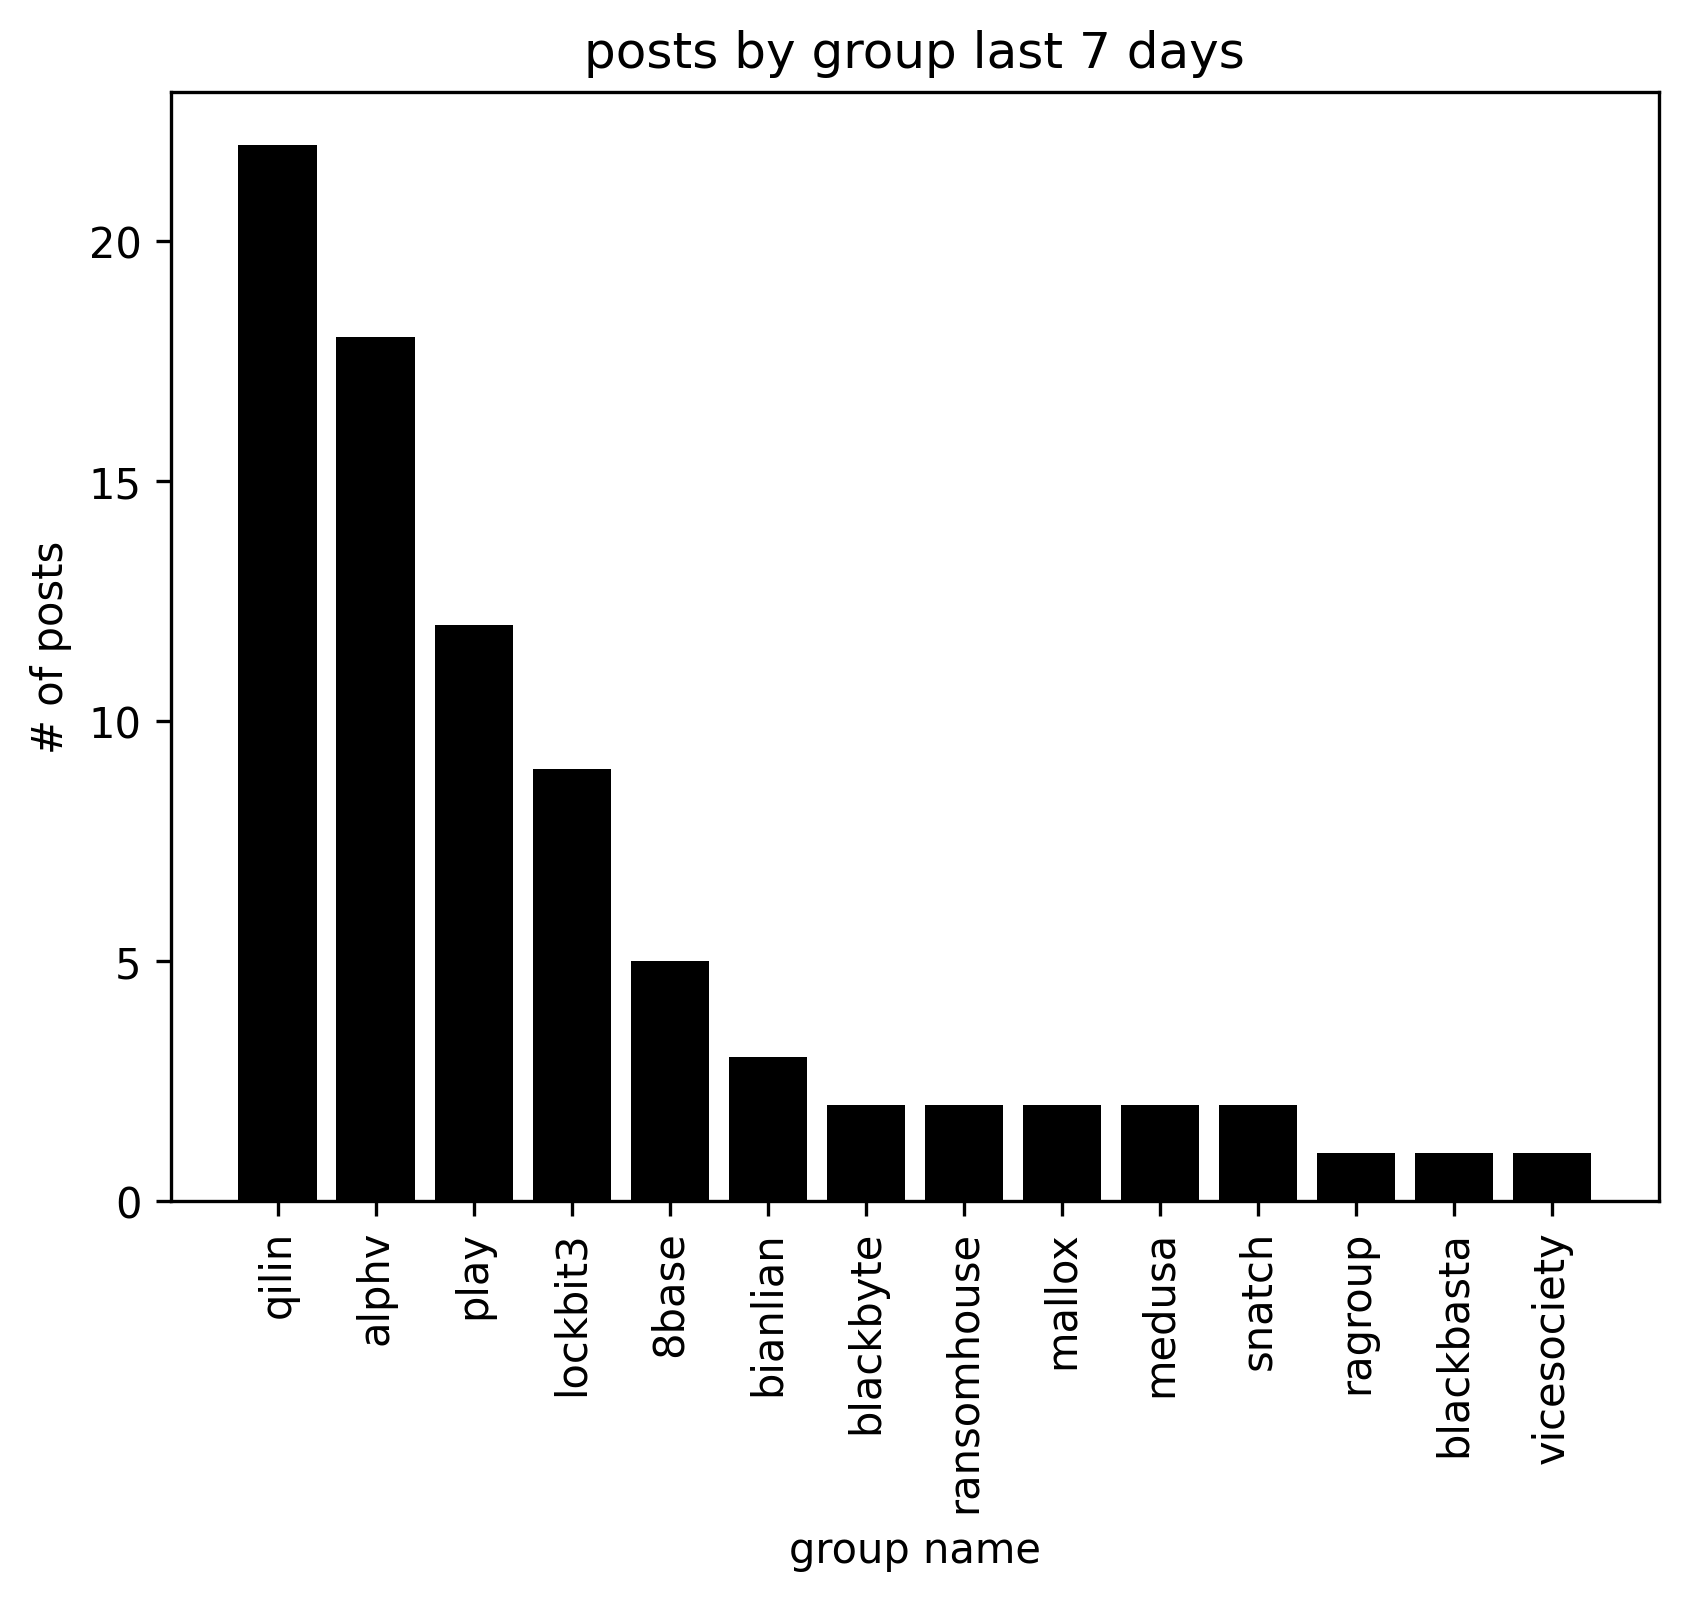 posts by group last 7 days
# of posts
20
15
10
5
0
qilin
alphv
play
lockbit3
8base
bianlian
blackbyte
ransomhouse
mallox
medusa
snatch
ragroup
blackbasta
vicesociety
group name